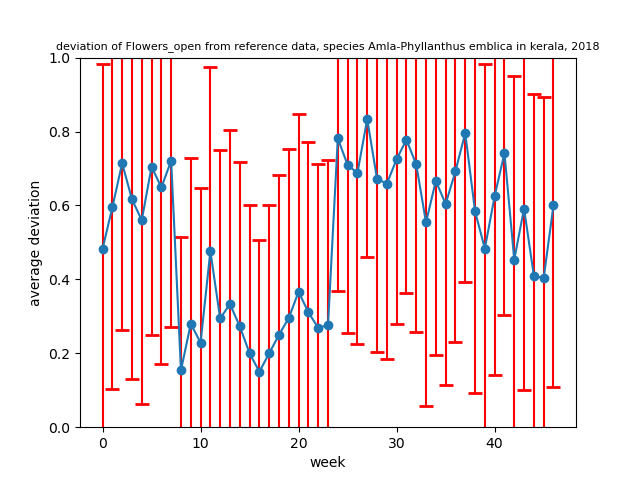 deviation of Flowers_open from reference data, species Amla-Phyllanthus emblica in kerala, 2018
1.0
0.8
0.6
0.4
0.2
0.0
average deviation
0 10 20 30 40
week